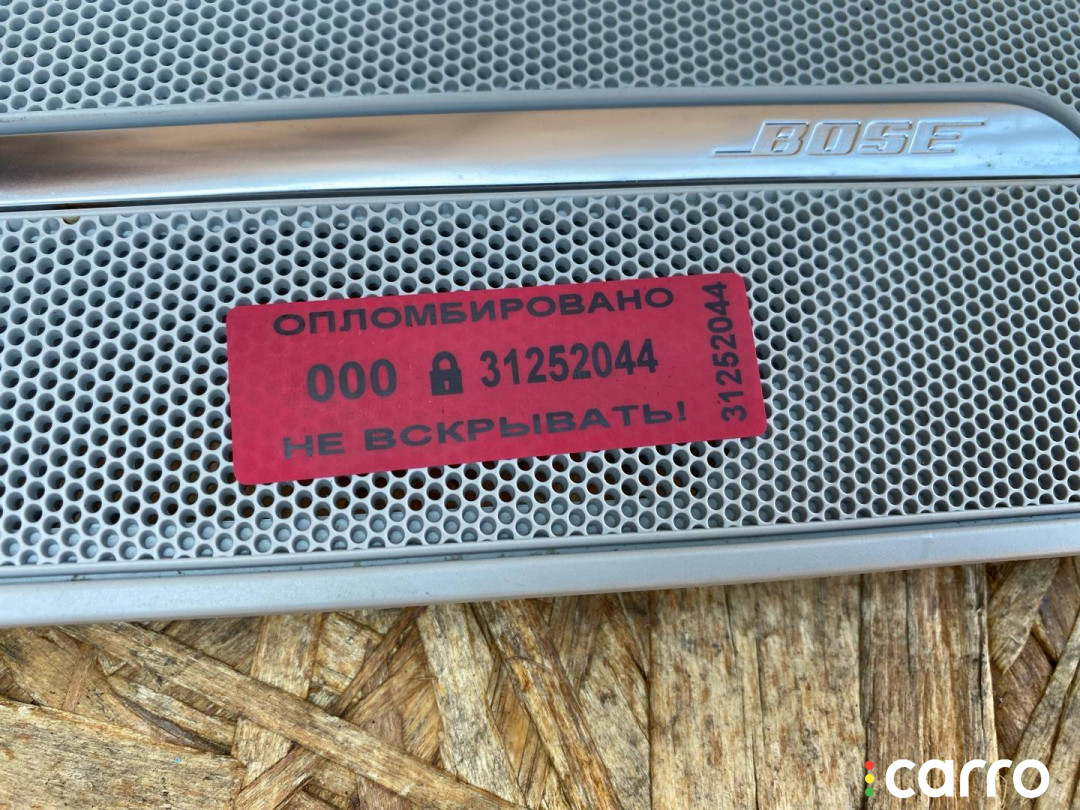 BOSE
ОПЛОМБИРОВАНО
000 31252044
НЕ ВСКРЫВАТЬ!
31252044
carro